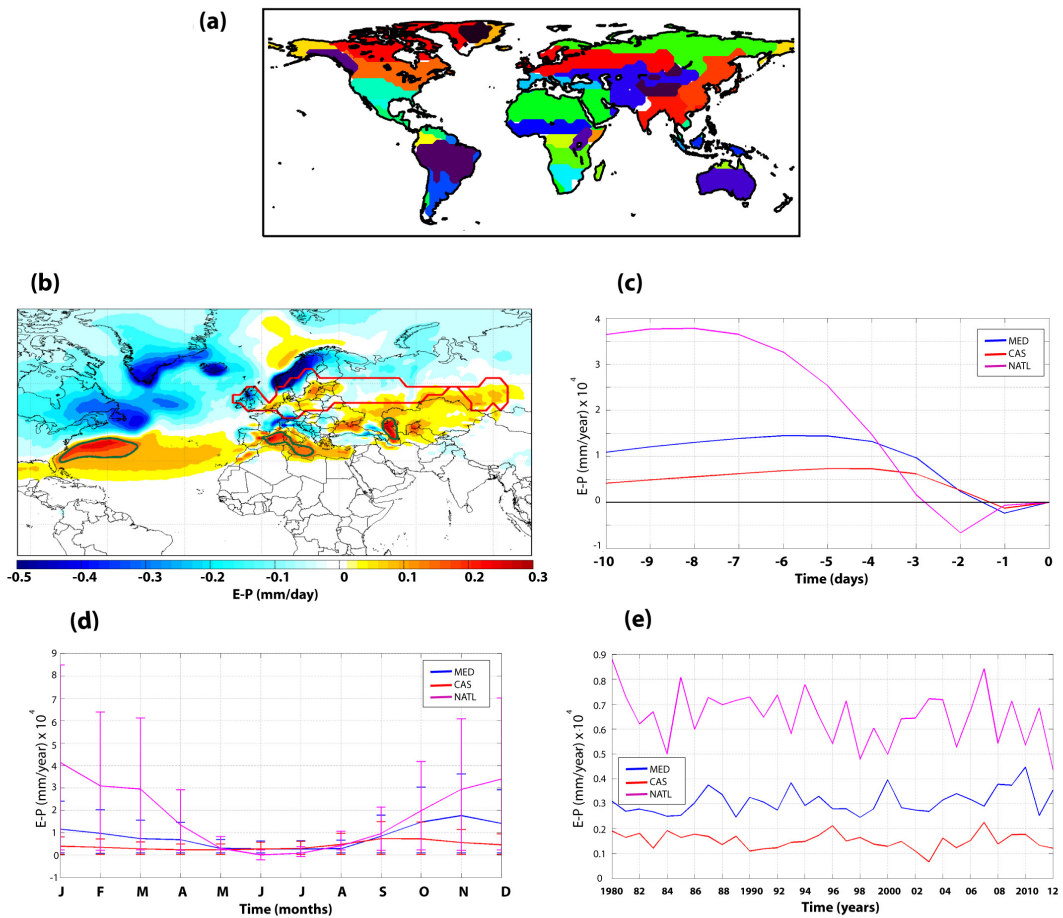 (a)
(b)
-0.5 -0.4 -0.3 -0.2 -0.1 0 0.1 0.2 0.3
E-P (mm/day)
(c)
4
3
2
1
0
-1
E-P (mm/year) x 10^4
MED
CAS
NATL
-10 -9 -8 -7 -6 -5 -4 -3 -2 -1 0
Time (days)
(d)
9
8
7
6
5
4
3
2
1
0
-1
E-P (mm/year) x 10^4
MED
CAS
NATL
J F M A M J J A S O N D
Time (months)
(e)
0.9
0.8
0.7
0.6
0.5
0.4
0.3
0.2
0.1
0
E-P (mm/year) x 10^4
MED
CAS
NATL
1980 82 84 86 88 1990 92 94 96 98 2000 02 04 06 08 2010 12
Time (years)